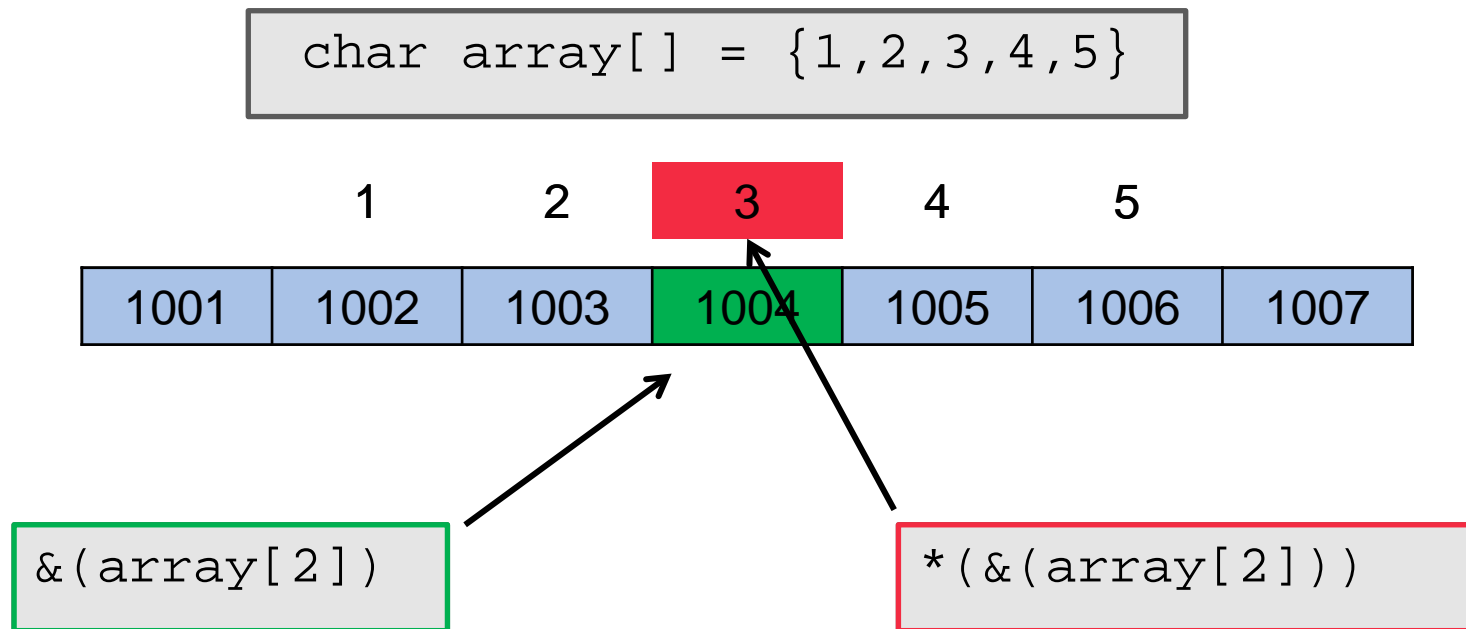 char array[] = {1,2,3,4,5}
1 2 3 4 5
1001 1002 1003 1004 1005 1006 1007
&(array[2]) *(&(array[2]))